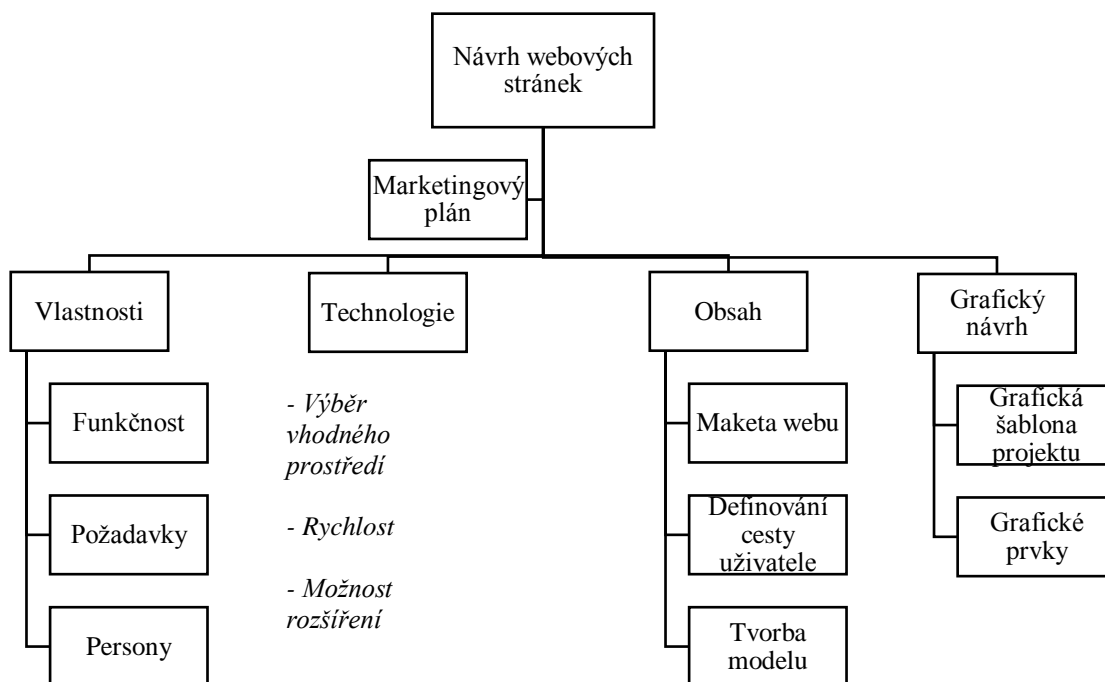 Návrh webových
stránek
Marketingový
plán
Vlastnosti
Technologie
Obsah
Grafický
návrh
Funkčnost
Požadavky
Persony
- Výběr
vhodného
prostředí
- Rychlost
- Možnost
rozšíření
Maketa webu
Definování
cesty
uživatele
Tvorba
modelu
Grafická
šablona
projektu
Grafické
prvky